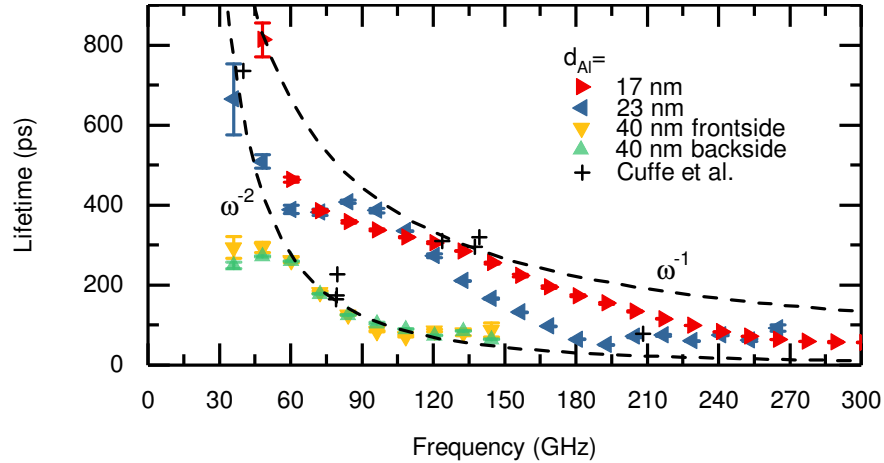 800
600
400
200
0
Lifetime (ps)
d_Al=
17 nm
23 nm
40 nm frontside
40 nm backside
Cuffe et al.
ω⁻²
ω⁻¹
0 30 60 90 120 150 180 210 240 270 300
Frequency (GHz)